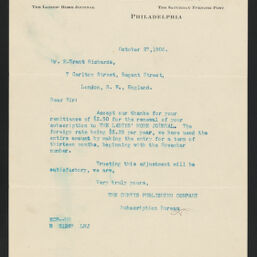 The Ladies' Home Journal The Saturday Evening Post
Philadelphia
October 27, 1908.
Mr. E. Grant Richards,
7 Carlton Street, Regent Street,
London, S. W., England.
Dear Sir:
Accept our thanks for your
remittance of $2.50 for the renewal of your
subscription to THE LADIES' HOME JOURNAL. The
foreign rate being $2.25 per year, we have used the
entire amount by making the entry for a term of
thirteen months, beginning with the November
number.
Trusting this adjustment will be
satisfactory, we are,
Very truly yours,
THE CURTIS PUBLISHING COMPANY
Subscription Bureau